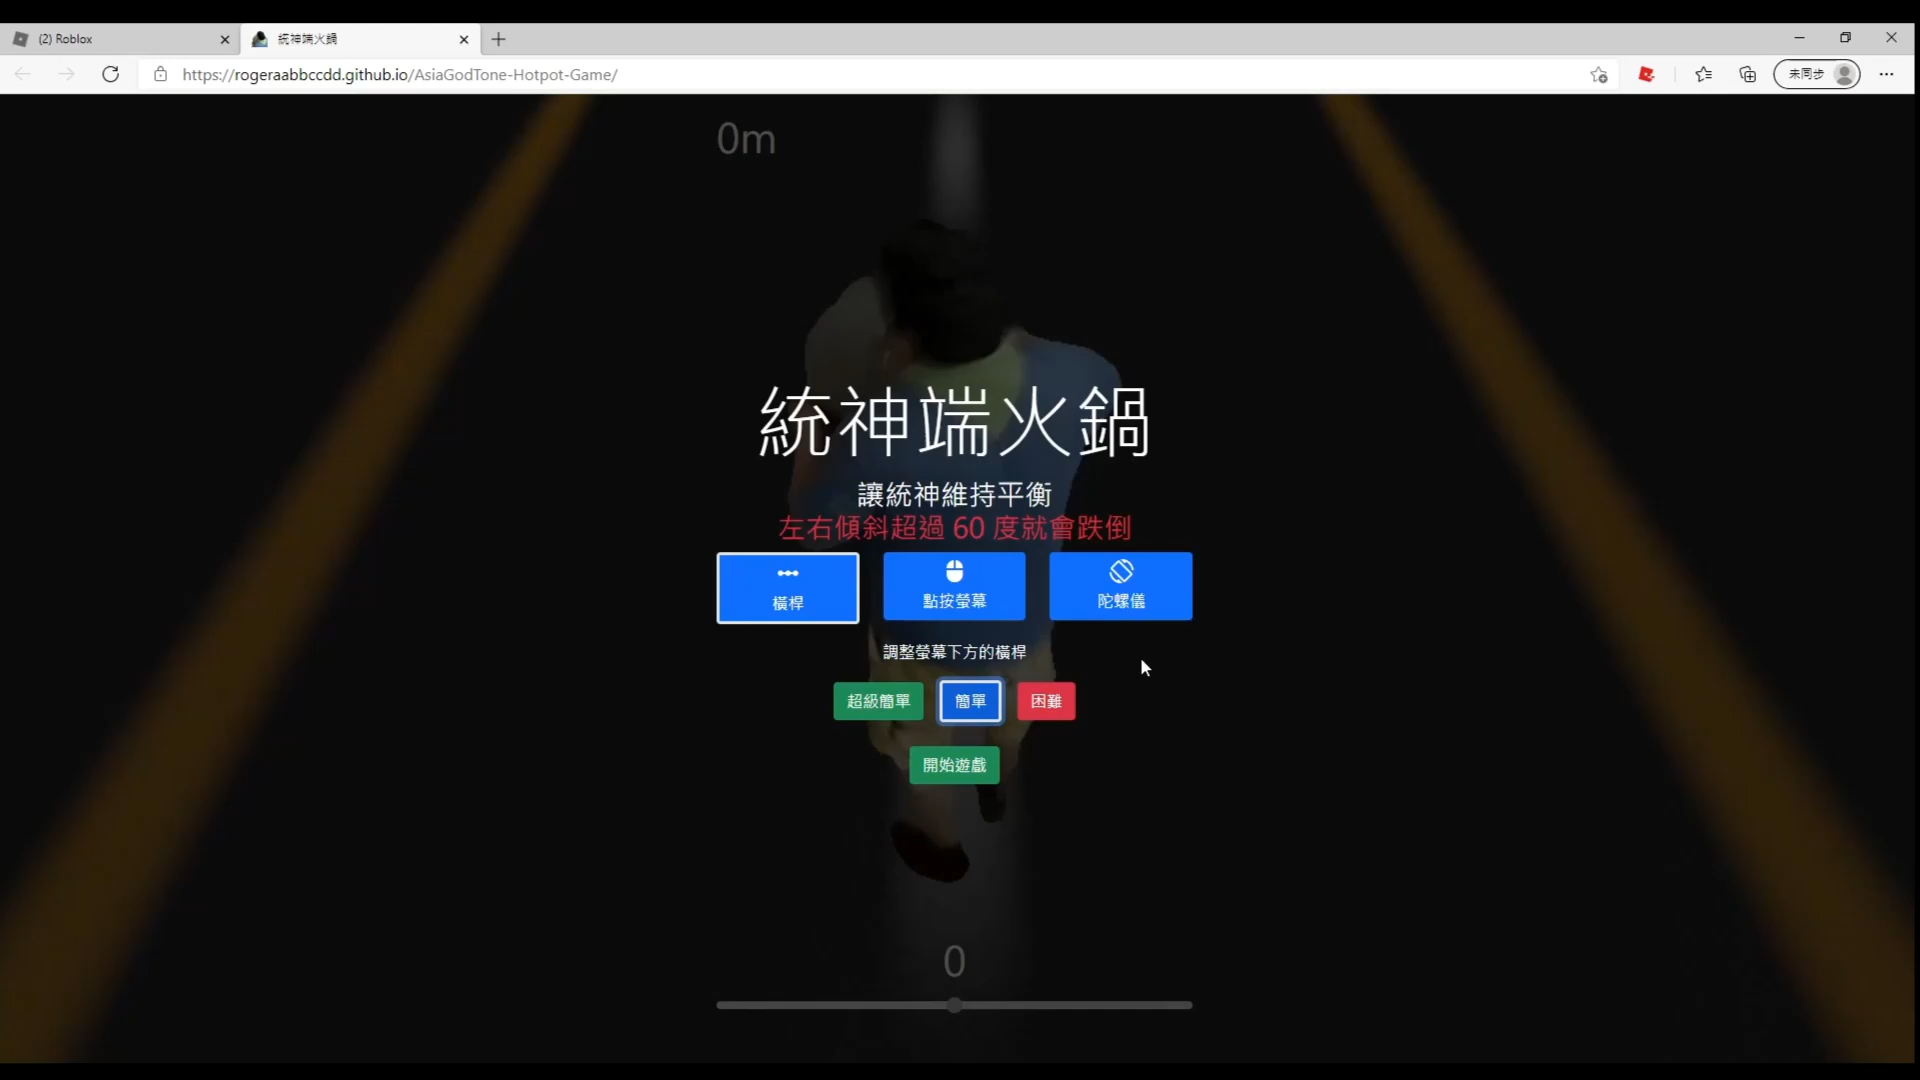 (2) Roblox
統神端火鍋
未同步
https://rogeraabbccdd.github.io/AsiaGodTone-Hotpot-Game/
0m
統神端火鍋
讓統神維持平衡
左右傾斜超過 60 度就會跌倒
橫桿
點按螢幕
陀螺儀
調整螢幕下方的橫桿
超級簡單
簡單
困難
開始遊戲
0